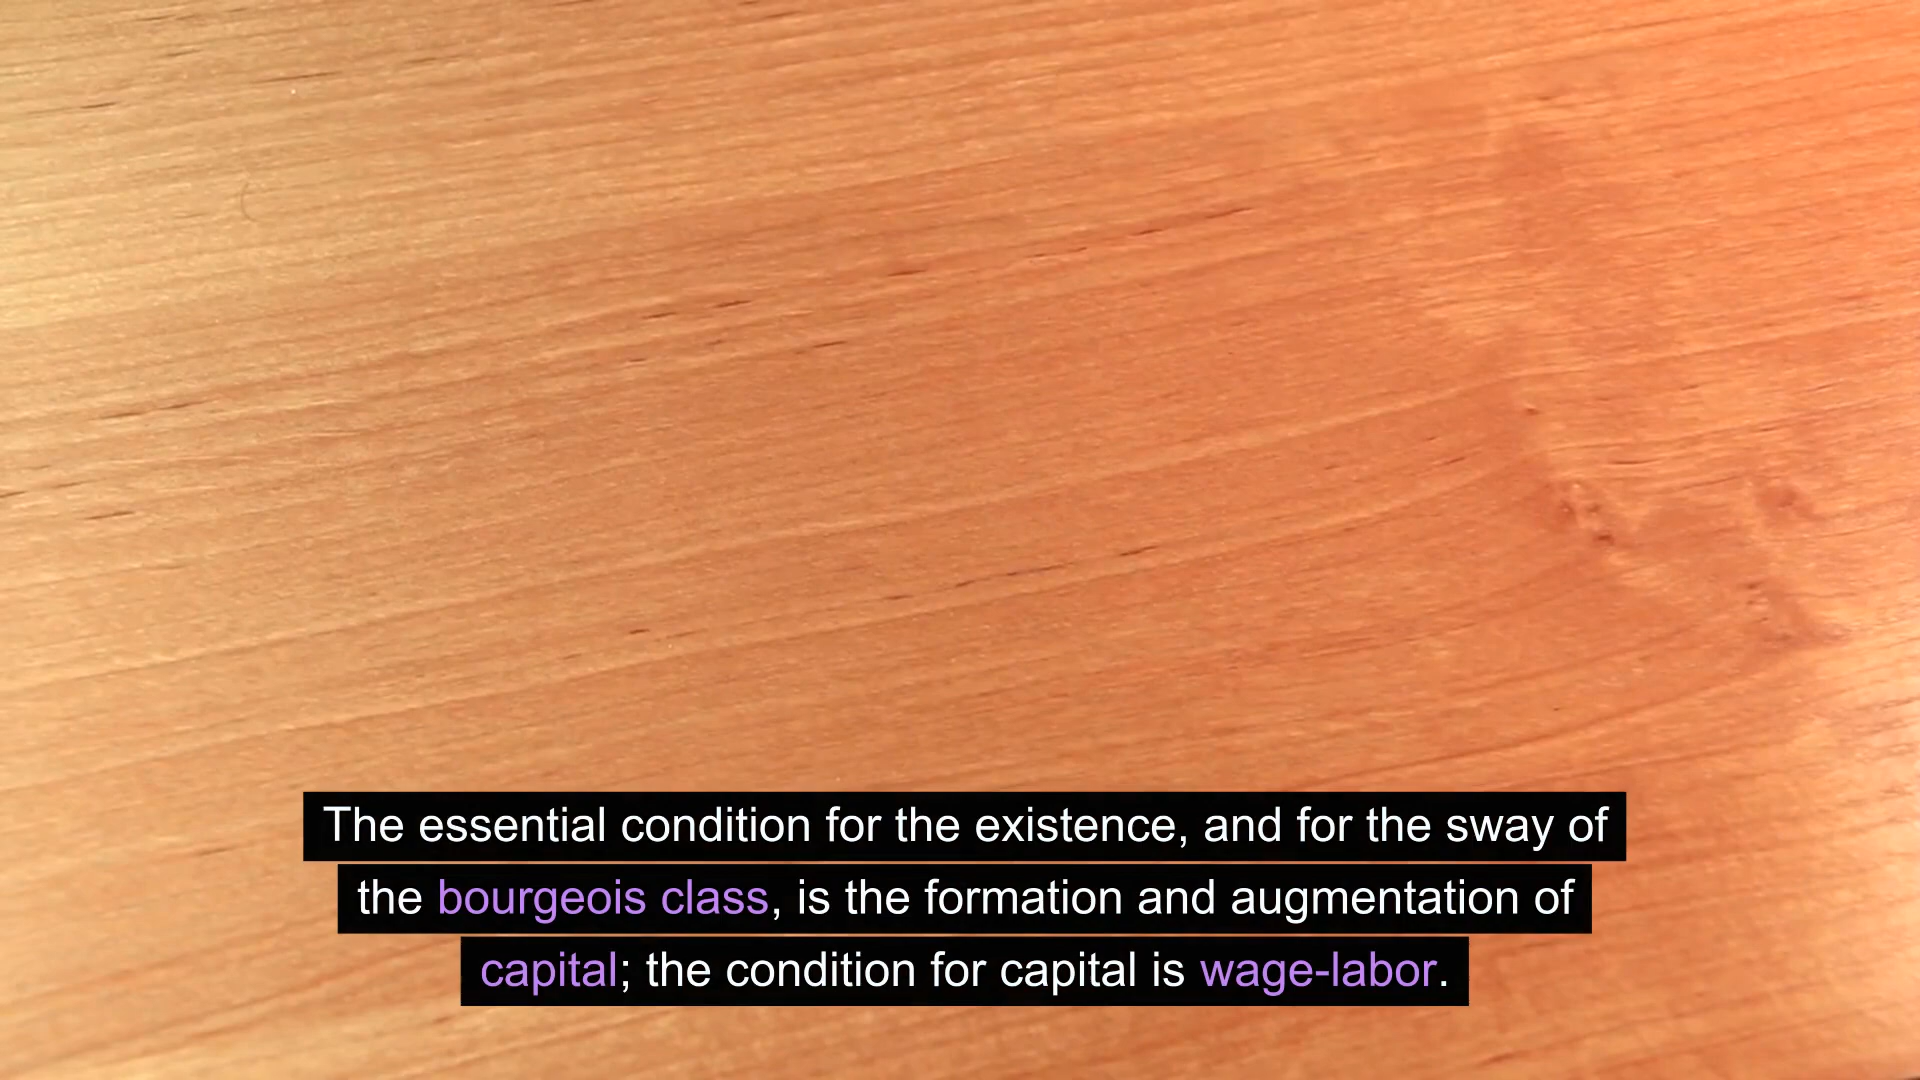 The essential condition for the existence, and for the sway of
the bourgeois class, is the formation and augmentation of
capital; the condition for capital is wage-labor.